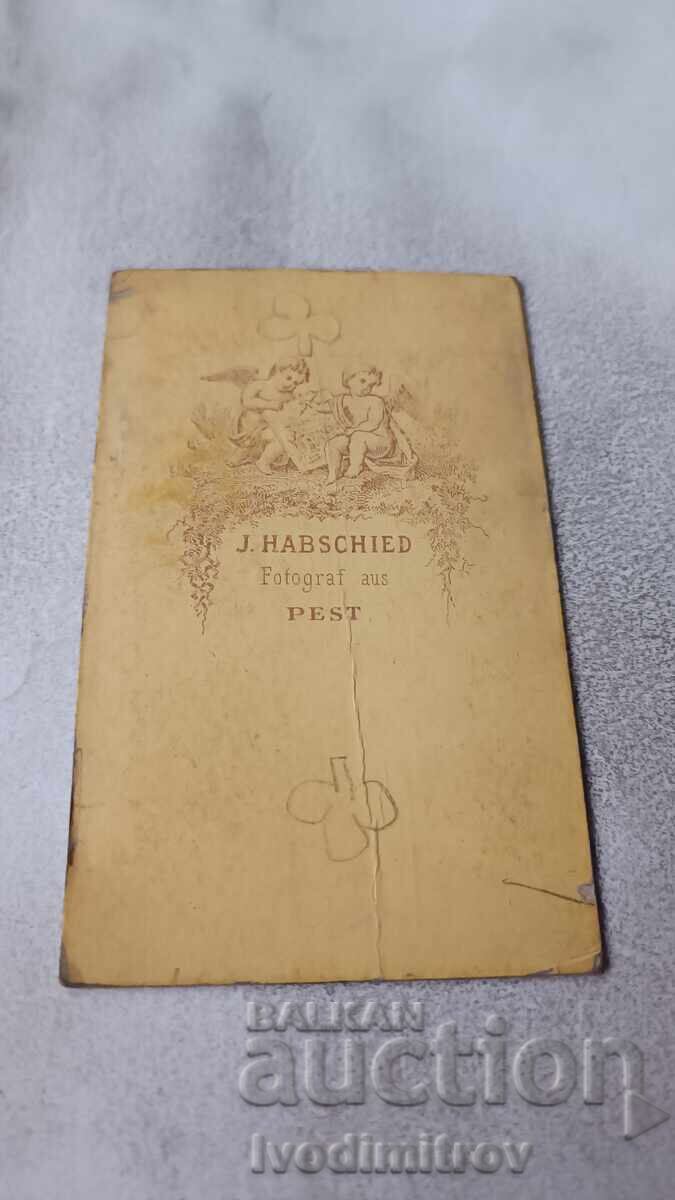 J. HABSCHIED
Fotograf aus
PEST
BALKAN
auction
Ivodimitrov